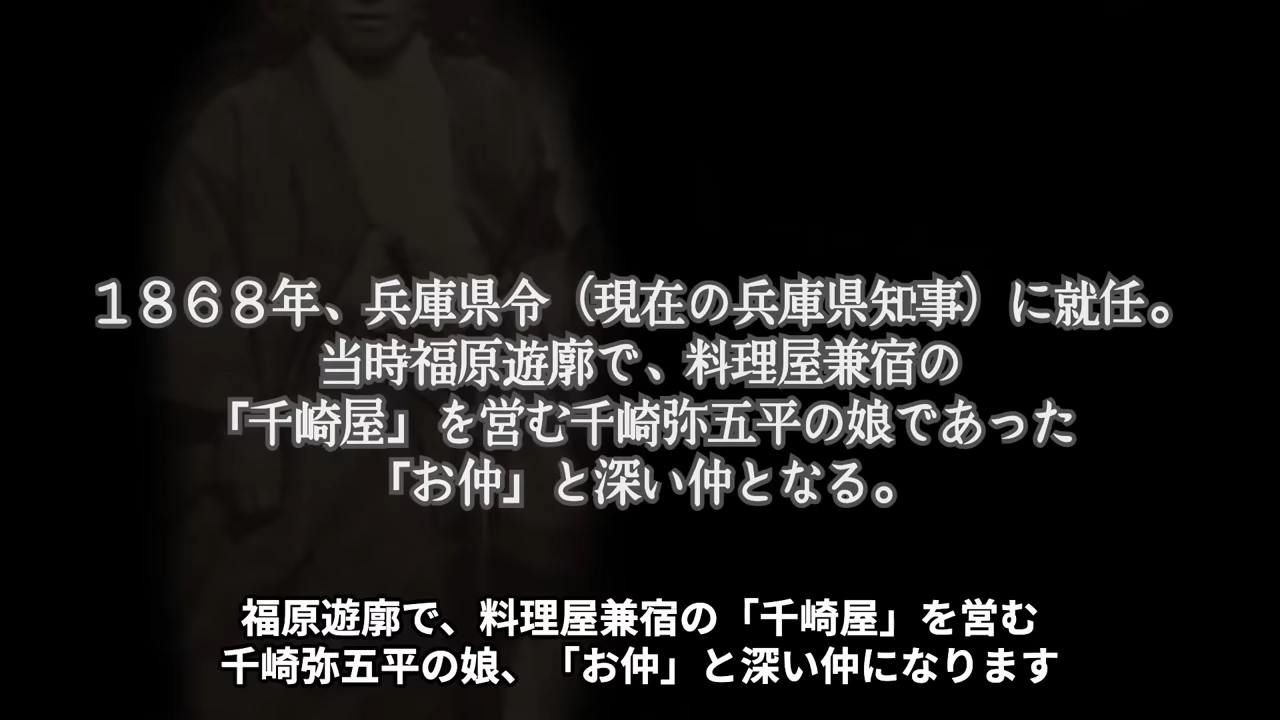 １８６８年、兵庫県令（現在の兵庫県知事）に就任。
当時福原遊廓で、料理屋兼宿の
「千崎屋」を営む千崎弥五平の娘であった
「お仲」と深い仲となる。
福原遊廓で、料理屋兼宿の「千崎屋」を営む
千崎弥五平の娘、「お仲」と深い仲になります